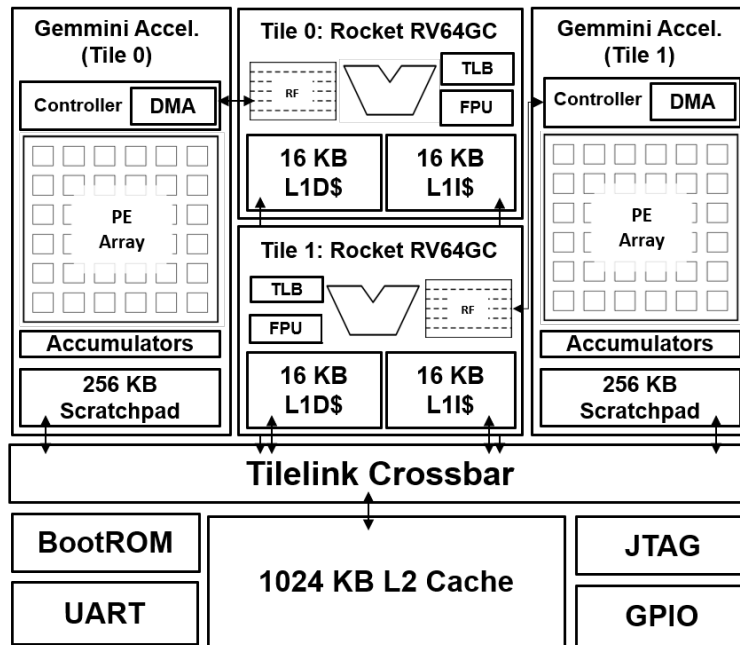 Gemmini Accel.
(Tile 0)
Controller
DMA
PE
Array
Accumulators
256 KB
Scratchpad
Tile 0: Rocket RV64GC
RF
TLB
FPU
16 KB
L1D$
16 KB
L1I$
Tile 1: Rocket RV64GC
TLB
FPU
RF
16 KB
L1D$
16 KB
L1I$
Gemmini Accel.
(Tile 1)
Controller
DMA
PE
Array
Accumulators
256 KB
Scratchpad
Tilelink Crossbar
BootROM
UART
1024 KB L2 Cache
JTAG
GPIO